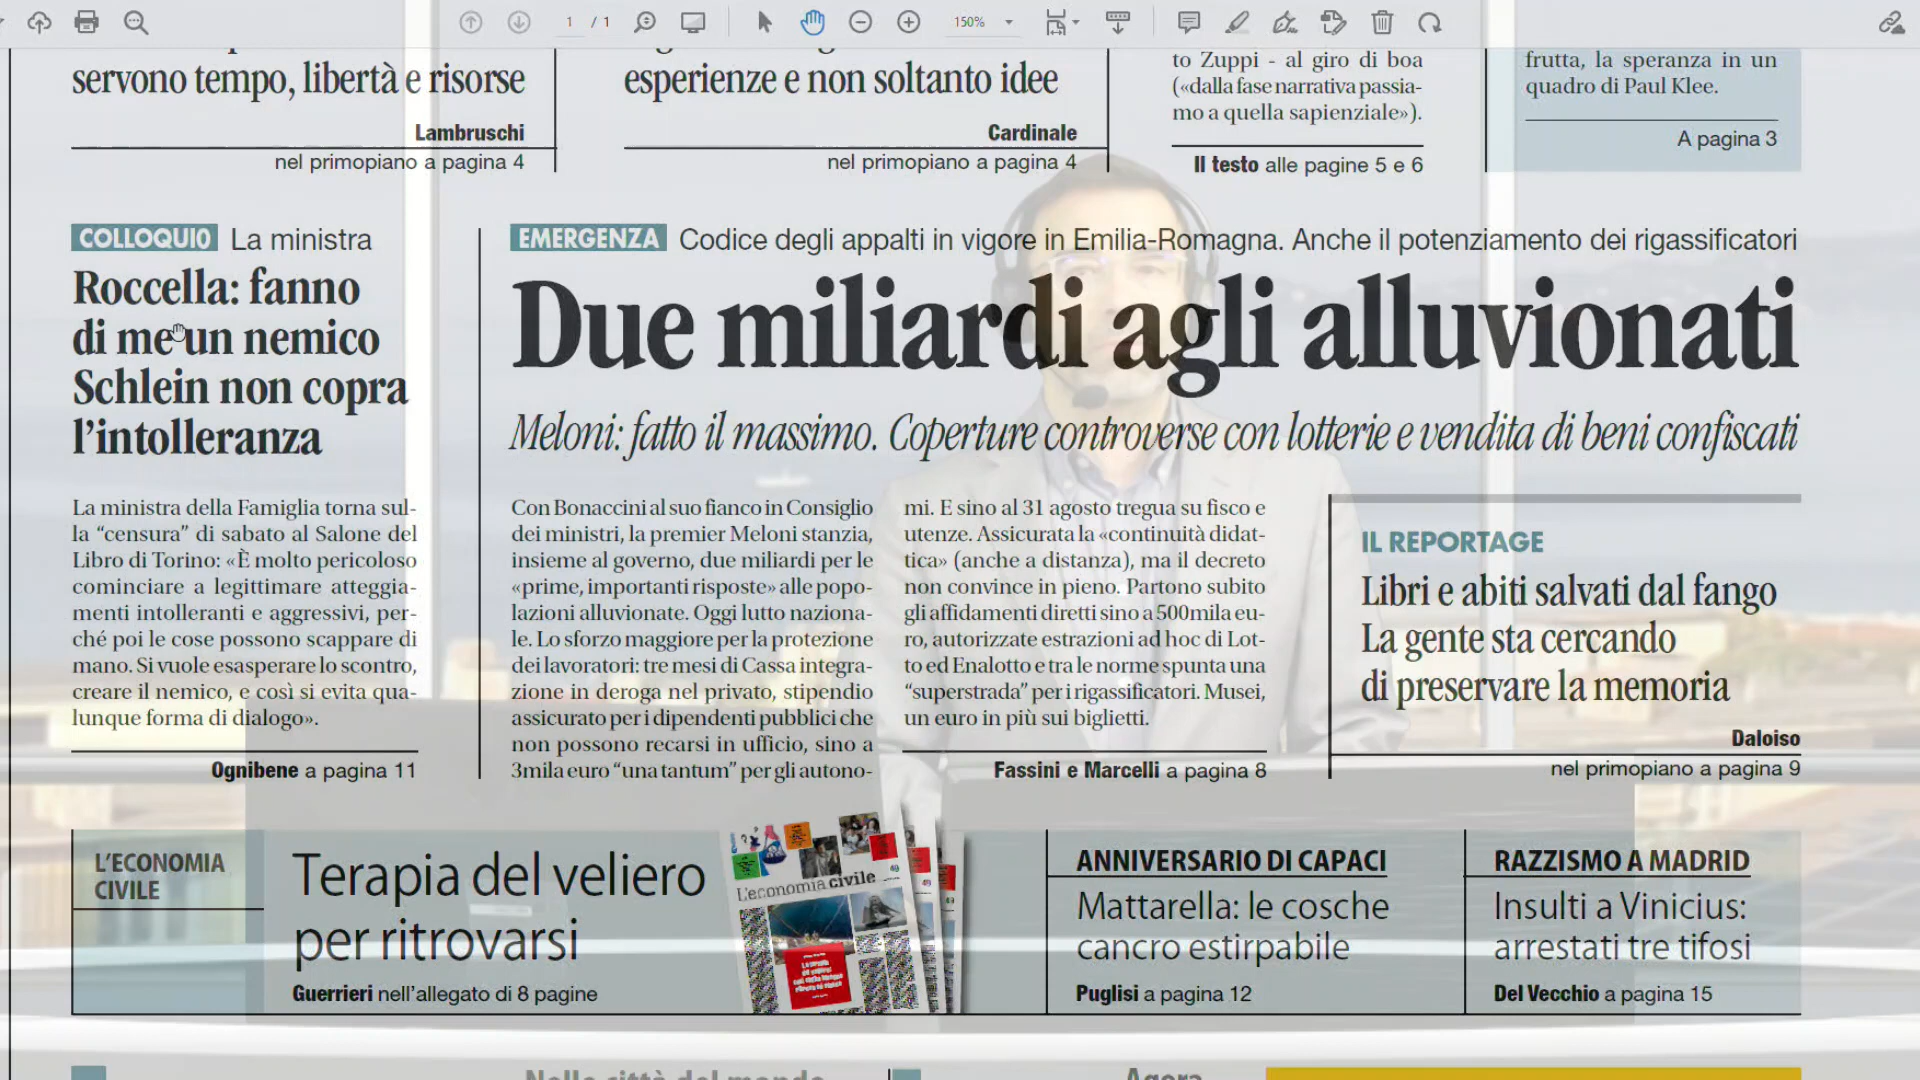 1 / 1
150%
servono tempo, libertà e risorse
Lambruschi
nel primopiano a pagina 4
esperienze e non soltanto idee
Cardinale
nel primopiano a pagina 4
to Zuppi - al giro di boa
(«dalla fase narrativa passia-
mo a quella sapienziale»).
Il testo alle pagine 5 e 6
frutta, la speranza in un
quadro di Paul Klee.
A pagina 3
COLLOQUIO La ministra
Roccella: fanno
di me un nemico
Schlein non copra
l’intolleranza
La ministra della Famiglia torna sul-
la “censura” di sabato al Salone del
Libro di Torino: «È molto pericoloso
cominciare a legittimare atteggia-
menti intolleranti e aggressivi, per-
ché poi le cose possono scappare di
mano. Si vuole esasperare lo scontro,
creare il nemico, e così si evita qua-
lunque forma di dialogo».
Ognibene a pagina 11
EMERGENZA Codice degli appalti in vigore in Emilia-Romagna. Anche il potenziamento dei rigassificatori
Due miliardi agli alluvionati
Meloni: fatto il massimo. Coperture controverse con lotterie e vendita di beni confiscati
Con Bonaccini al suo fianco in Consiglio
dei ministri, la premier Meloni stanzia,
insieme al governo, due miliardi per le
«prime, importanti risposte» alle popo-
lazioni alluvionate. Oggi lutto naziona-
le. Lo sforzo maggiore per la protezione
dei lavoratori: tre mesi di Cassa integra-
zione in deroga nel privato, stipendio
assicurato per i dipendenti pubblici che
non possono recarsi in ufficio, sino a
3mila euro “una tantum” per gli autono-
mi. E sino al 31 agosto tregua su fisco e
utenze. Assicurata la «continuità didat-
tica» (anche a distanza), ma il decreto
non convince in pieno. Partono subito
gli affidamenti diretti sino a 500mila eu-
ro, autorizzate estrazioni ad hoc di Lot-
to ed Enalotto e tra le norme spunta una
“superstrada” per i rigassificatori. Musei,
un euro in più sui biglietti.
Fassini e Marcelli a pagina 8
IL REPORTAGE
Libri e abiti salvati dal fango
La gente sta cercando
di preservare la memoria
Daloiso
nel primopiano a pagina 9
L’ECONOMIA
CIVILE
Terapia del veliero
per ritrovarsi
Guerrieri nell’allegato di 8 pagine
L’economia civile
ANNIVERSARIO DI CAPACI
Mattarella: le cosche
cancro estirpabile
Puglisi a pagina 12
RAZZISMO A MADRID
Insulti a Vinicius:
arrestati tre tifosi
Del Vecchio a pagina 15
Nelle città del mondo
Agora